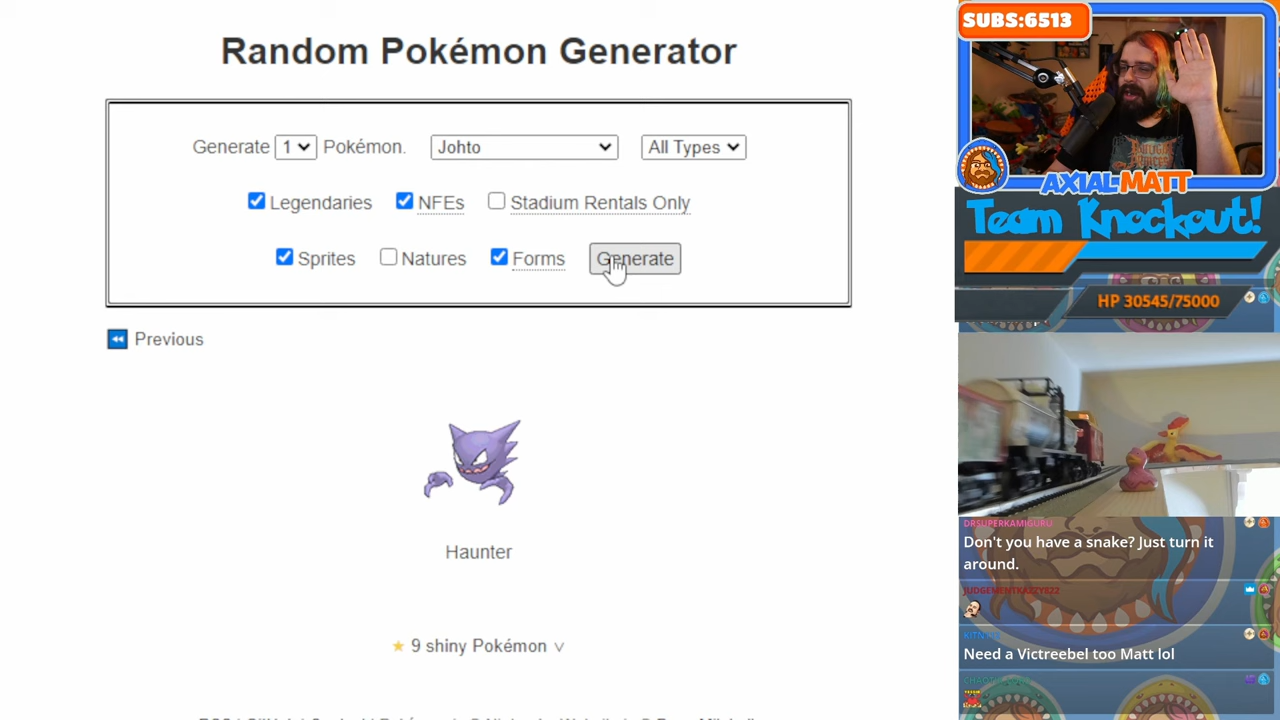 Random Pokémon Generator
Generate 1 Pokémon. Johto All Types
Legendaries NFEs Stadium Rentals Only
Sprites Natures Forms Generate
Previous
Haunter
9 shiny Pokémon
SUBS:6513
AXIALMATT
Team Knockout!
HP 30545/75000
DRSUPERKAMIGURU
Don't you have a snake? Just turn it
around.
Need a Victreebel too Matt lol